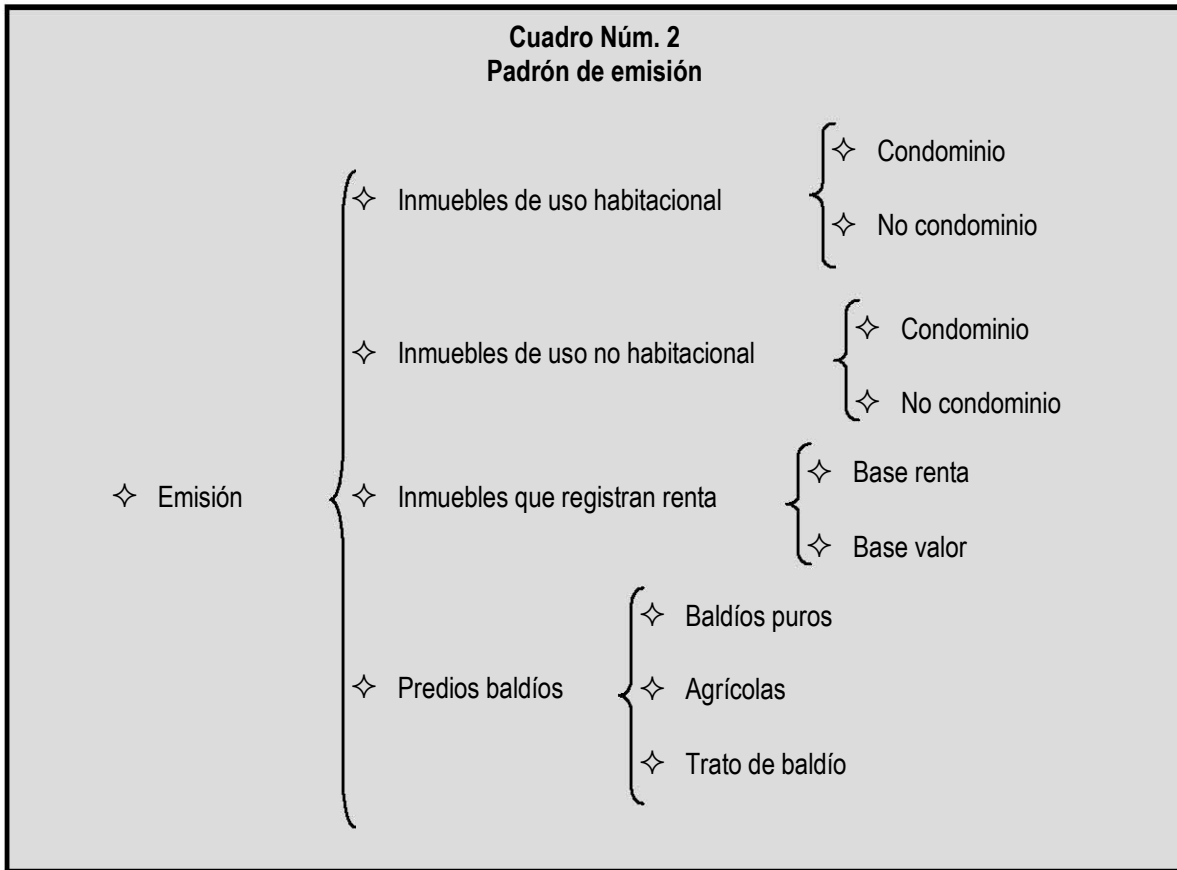 Cuadro Núm. 2
Padrón de emisión
Emisión
Inmuebles de uso habitacional
Condominio
No condominio
Inmuebles de uso no habitacional
Condominio
No condominio
Inmuebles que registran renta
Base renta
Base valor
Predios baldíos
Baldíos puros
Agrícolas
Trato de baldío